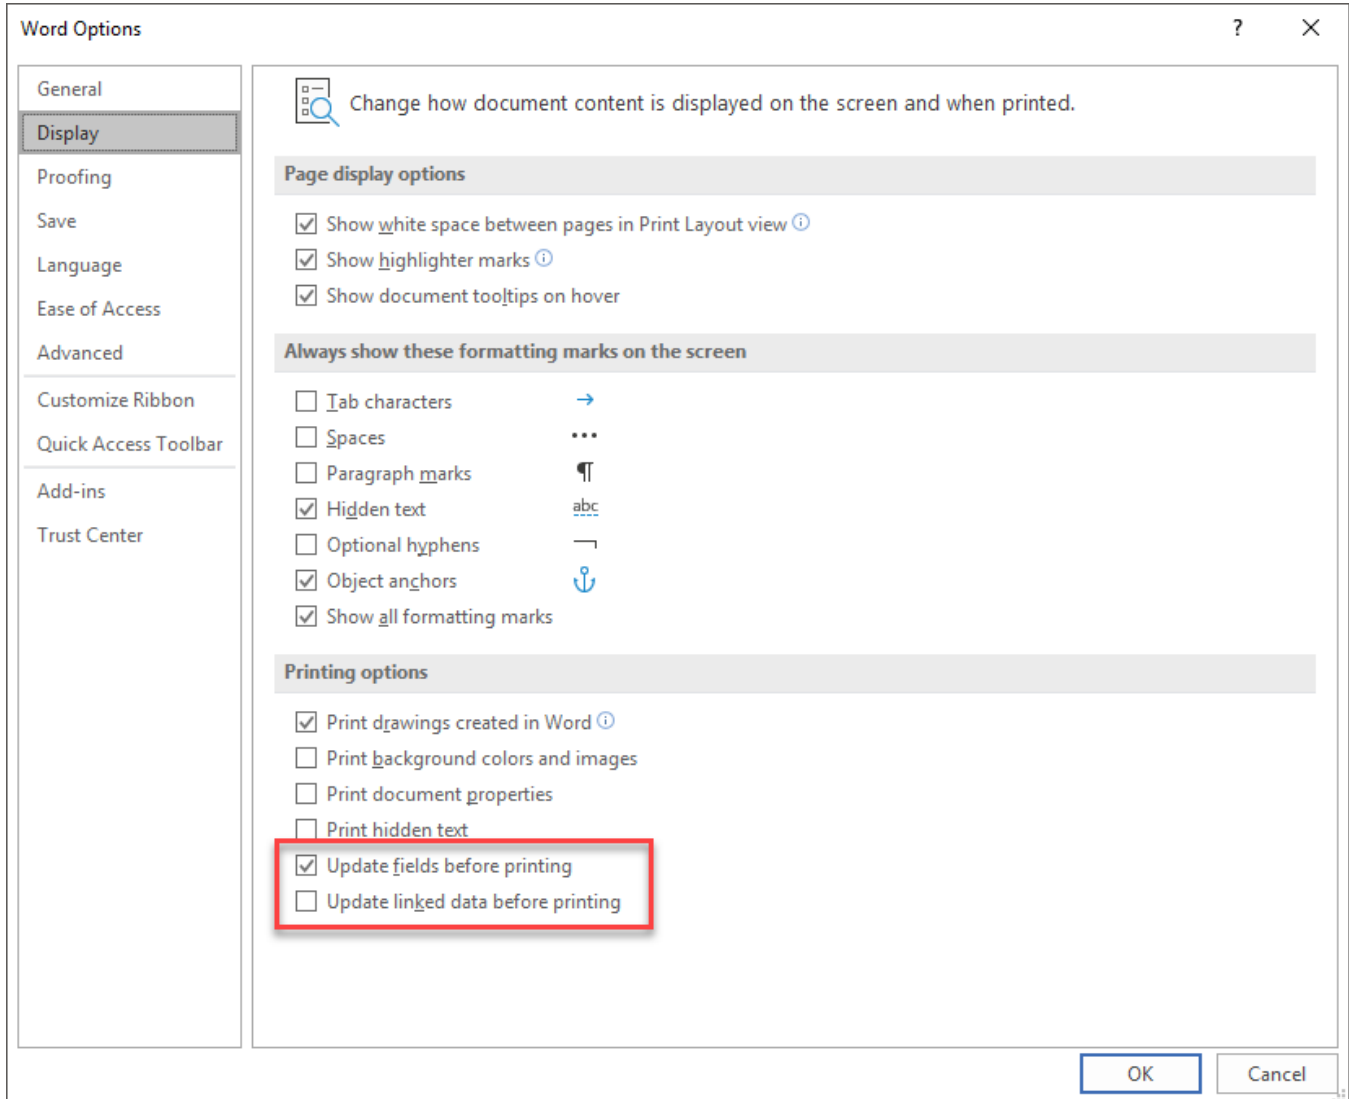 Word Options
?
General
Display
Proofing
Save
Language
Ease of Access
Advanced
Customize Ribbon
Quick Access Toolbar
Add-ins
Trust Center
Change how document content is displayed on the screen and when printed.
Page display options
Show white space between pages in Print Layout view
Show highlighter marks
Show document tooltips on hover
Always show these formatting marks on the screen
Tab characters →
Spaces •••
Paragraph marks ¶
Hidden text abc
Optional hyphens ¬
Object anchors
Show all formatting marks
Printing options
Print drawings created in Word
Print background colors and images
Print document properties
Print hidden text
Update fields before printing
Update linked data before printing
OK Cancel